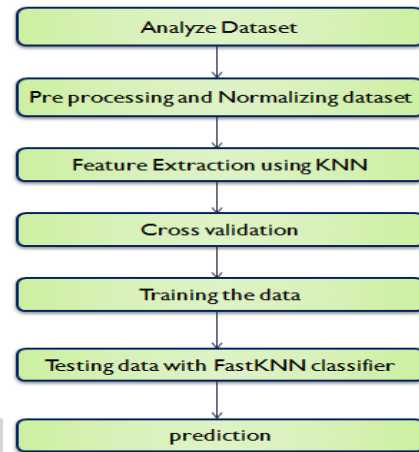 Analyze Dataset
Pre processing and Normalizing dataset
Feature Extraction using KNN
Cross validation
Training the data
Testing data with FastKNN classifier
prediction